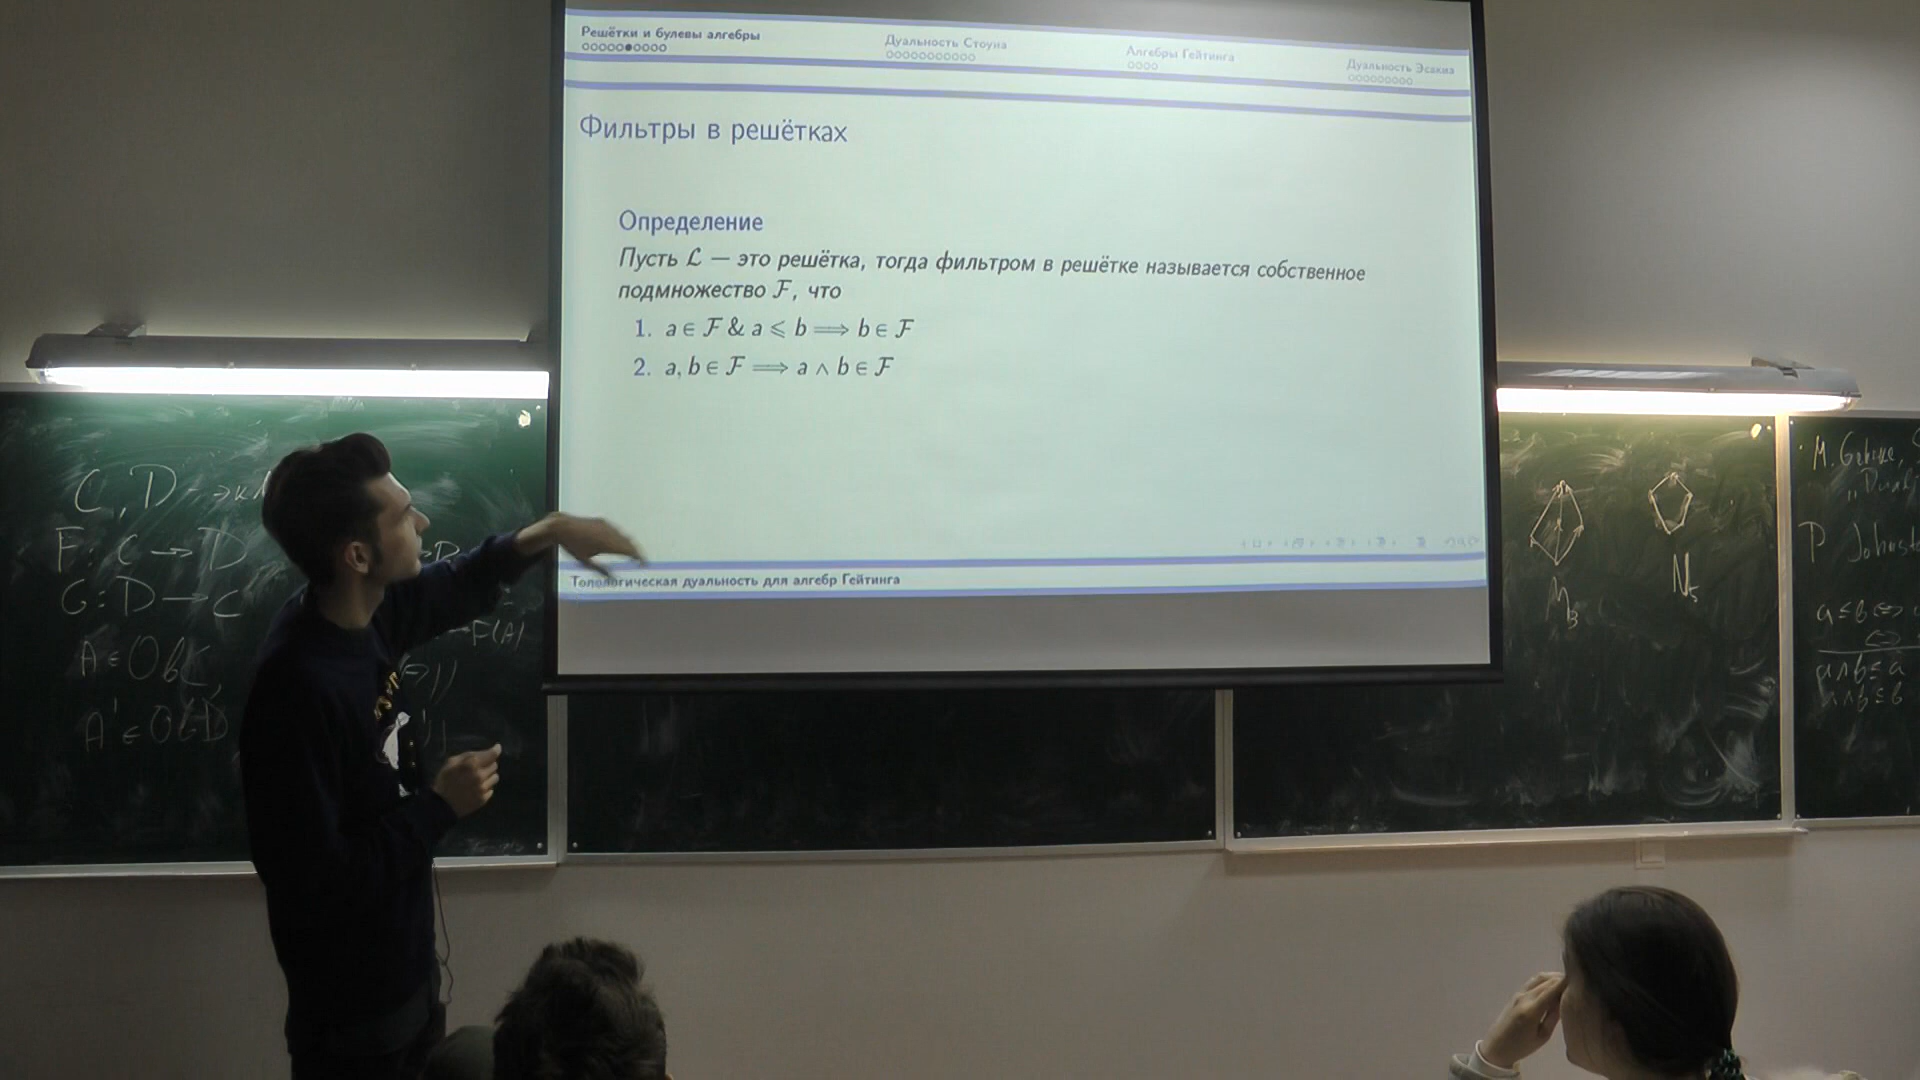 Решётки и булевы алгебры
Дуальность Стоуна
Алгебры Гейтинга
Дуальность Эсакиа
Фильтры в решётках
Определение
Пусть ℒ — это решётка, тогда фильтром в решётке называется собственное
подмножество ℱ, что
1. a ∈ ℱ & a ⩽ b ⟹ b ∈ ℱ
2. a, b ∈ ℱ ⟹ a ∧ b ∈ ℱ
Топологическая дуальность для алгебр Гейтинга
C, D -
F: C → D
G: D → C
A ∈ Ob C
A' ∈ Ob D
F(A)
M₃
N₅
M. Gehrke,
P
a ≤ b ⇔
⇔
a ∧ b ≤ a
a ∧ b ≤ b